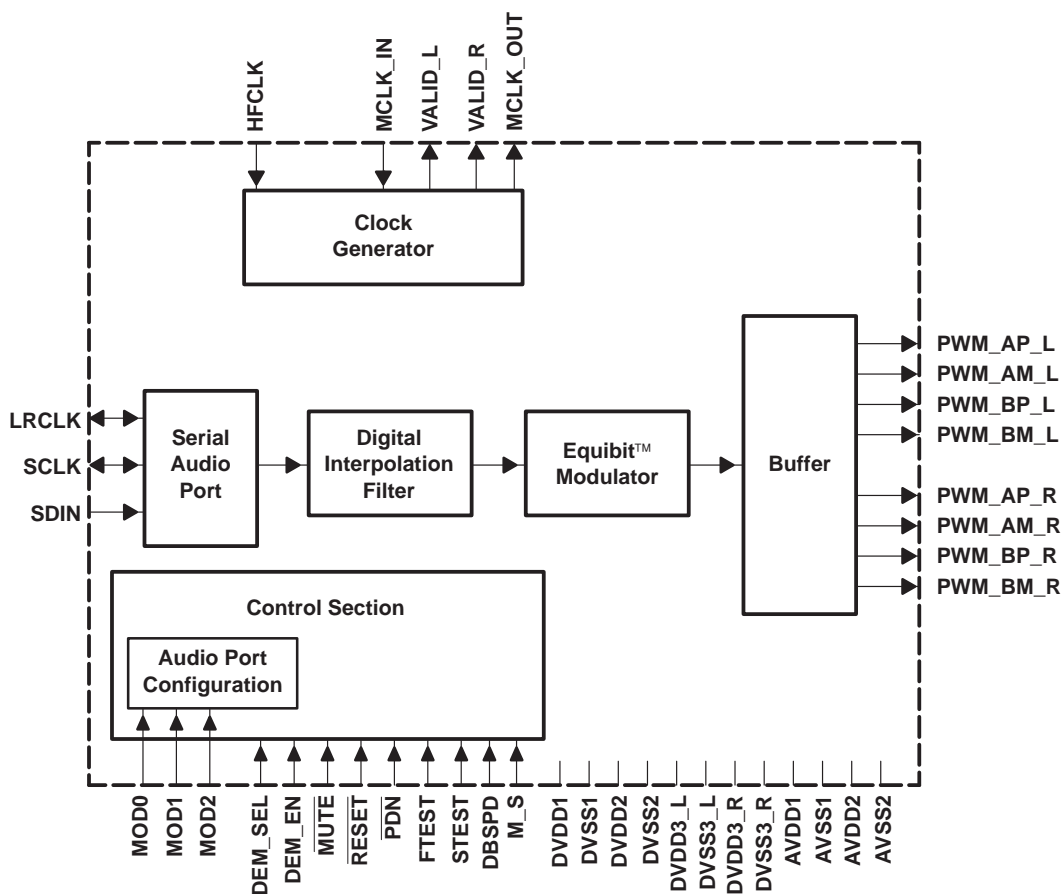 HFCLK
MCLK_IN
VALID_L
VALID_R
MCLK_OUT
Clock
Generator
LRCLK
SCLK
SDIN
Serial
Audio
Port
Digital
Interpolation
Filter
Equibit™
Modulator
Buffer
PWM_AP_L
PWM_AM_L
PWM_BP_L
PWM_BM_L
PWM_AP_R
PWM_AM_R
PWM_BP_R
PWM_BM_R
Control Section
Audio Port
Configuration
MOD0
MOD1
MOD2
DEM_SEL
DEM_EN
MUTE
RESET
PDN
FTEST
STEST
DBSPD
M_S
DVDD1
DVSS1
DVDD2
DVSS2
DVDD3_L
DVSS3_L
DVDD3_R
DVSS3_R
AVDD1
AVSS1
AVDD2
AVSS2